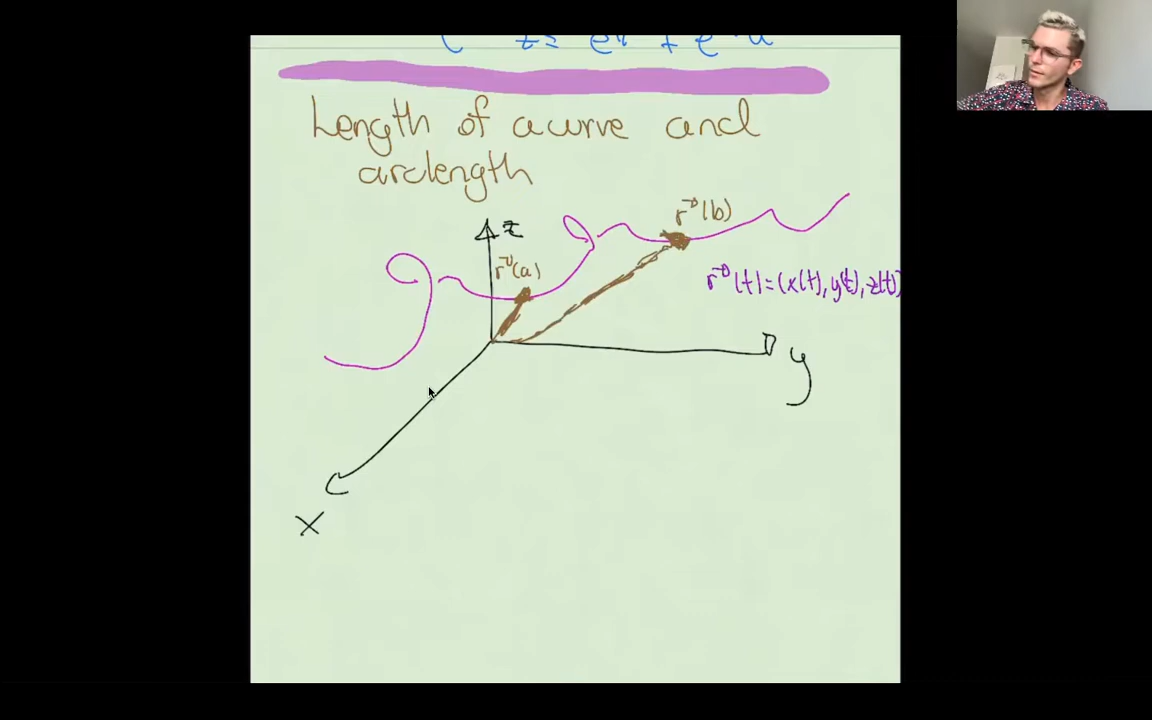 z = e^u + e^-u
Length of a curve and
arclength
z
r⃗(b)
r⃗(a)
r⃗(t)=(x(t), y(t), z(t)
y
x